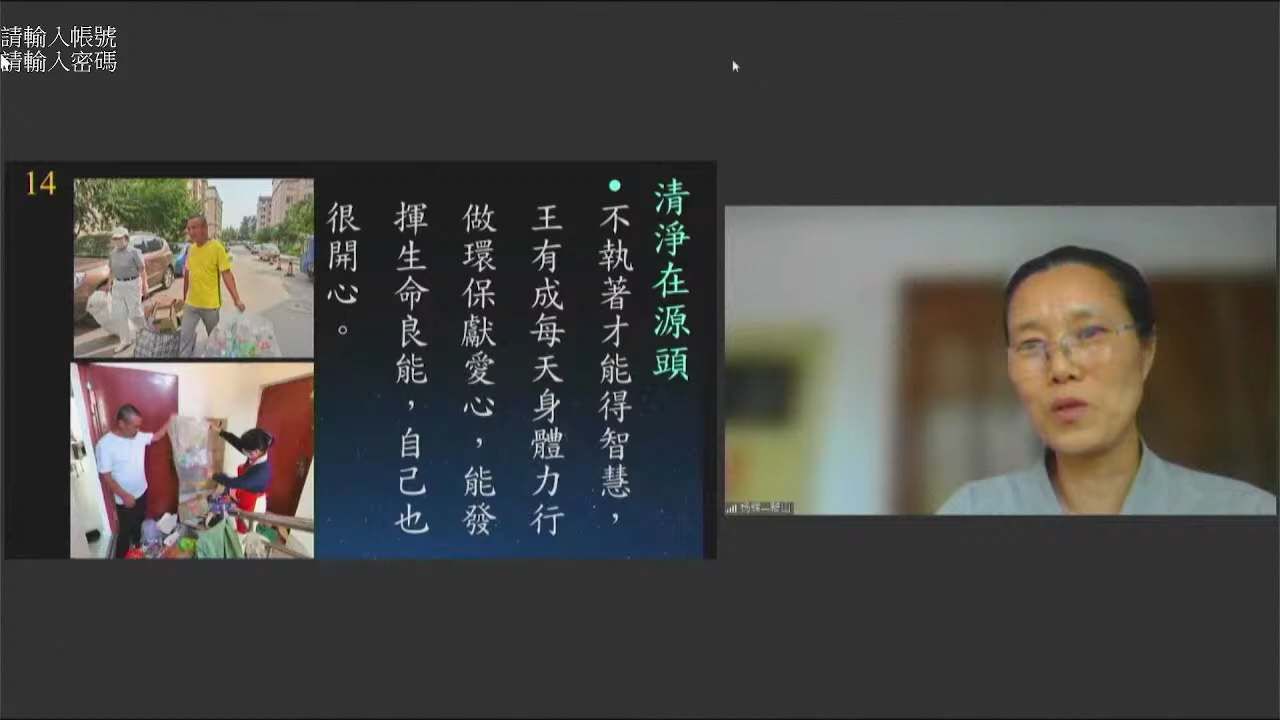 請輸入帳號
請輸入密碼
14
清淨在源頭
•不執著才能得智慧，
王有成每天身體力行
做環保獻愛心，能發
揮生命良能，自己也
很開心。